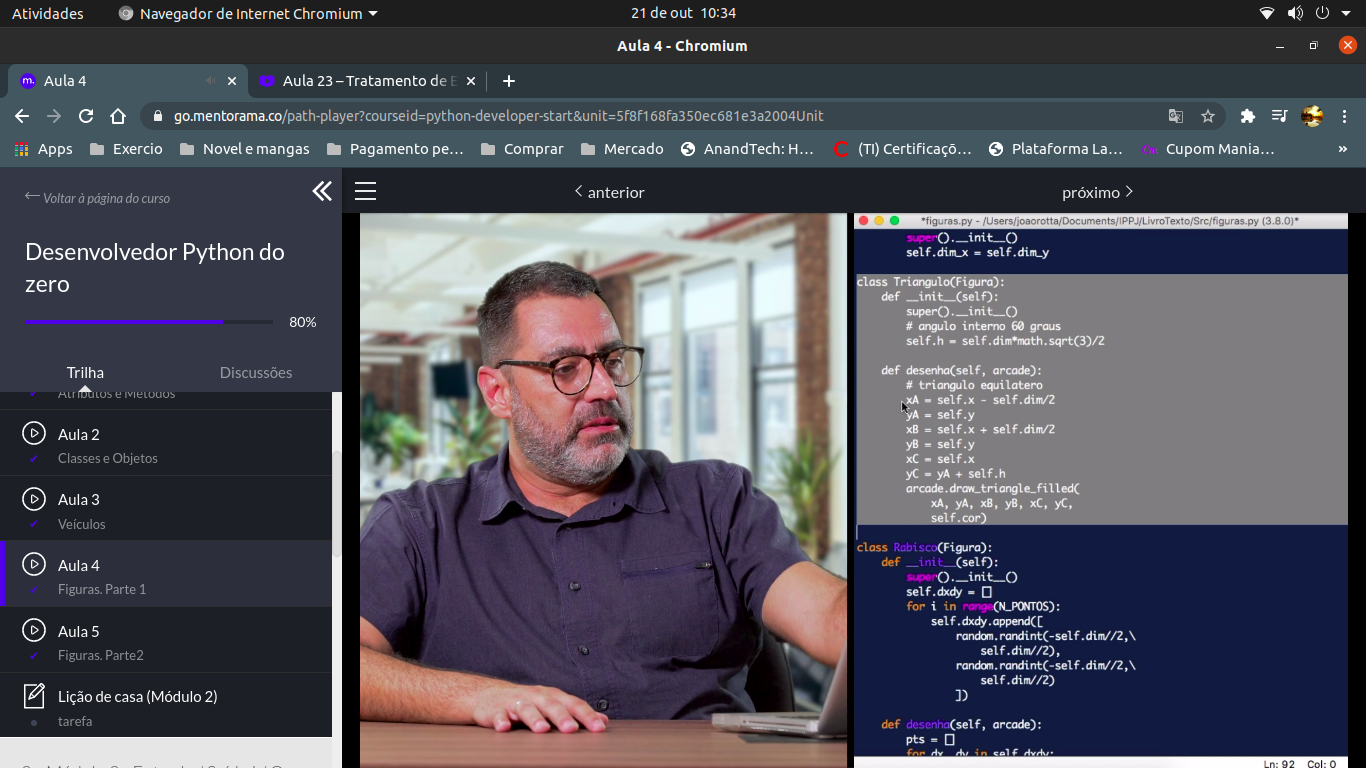 Atividades
Navegador de Internet Chromium
21 de out 10:34
Aula 4 - Chromium
m. Aula 4
Aula 23 – Tratamento de E
go.mentorama.co/path-player?courseid=python-developer-start&unit=5f8f168fa350ec681e3a2004Unit
Apps
Exercio
Novel e mangas
Pagamento pe...
Comprar
Mercado
AnandTech: H...
(TI) Certificaçõ...
Plataforma La...
Cupom Mania...
»
Voltar à página do curso
Desenvolvedor Python do
zero
80%
Trilha
Discussões
Atributos e Métodos
Aula 2
Classes e Objetos
Aula 3
Veículos
Aula 4
Figuras. Parte 1
Aula 5
Figuras. Parte2
Lição de casa (Módulo 2)
tarefa
anterior
próximo
*figuras.py - /Users/joaorotta/Documents/IPPJ/LivroTexto/Src/figuras.py (3.8.0)*
super().__init__()
self.dim_x = self.dim_y
class Triangulo(Figura):
def __init__(self):
super().__init__()
# angulo interno 60 graus
self.h = self.dim*math.sqrt(3)/2
def desenha(self, arcade):
# triangulo equilatero
xA = self.x - self.dim/2
yA = self.y
xB = self.x + self.dim/2
yB = self.y
xC = self.x
yC = yA + self.h
arcade.draw_triangle_filled(
xA, yA, xB, yB, xC, yC,
self.cor)
class Rabisco(Figura):
def __init__(self):
super().__init__()
self.dxdy = []
for i in range(N_PONTOS):
self.dxdy.append([
random.randint(-self.dim//2,\
self.dim//2),
random.randint(-self.dim//2,\
self.dim//2)
])
def desenha(self, arcade):
pts = []
for dx, dy in self.dxdy:
Ln: 92 Col: 0